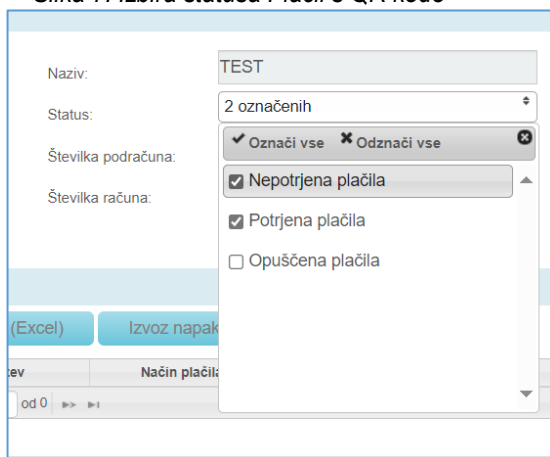 Naziv:
TEST
Status:
2 označenih
Označi vse Odznači vse
Številka podračuna:
Nepotrjena plačila
Številka računa:
Potrjena plačila
Opuščena plačila
(Excel)
Izvoz napak
Način plačila
od 0